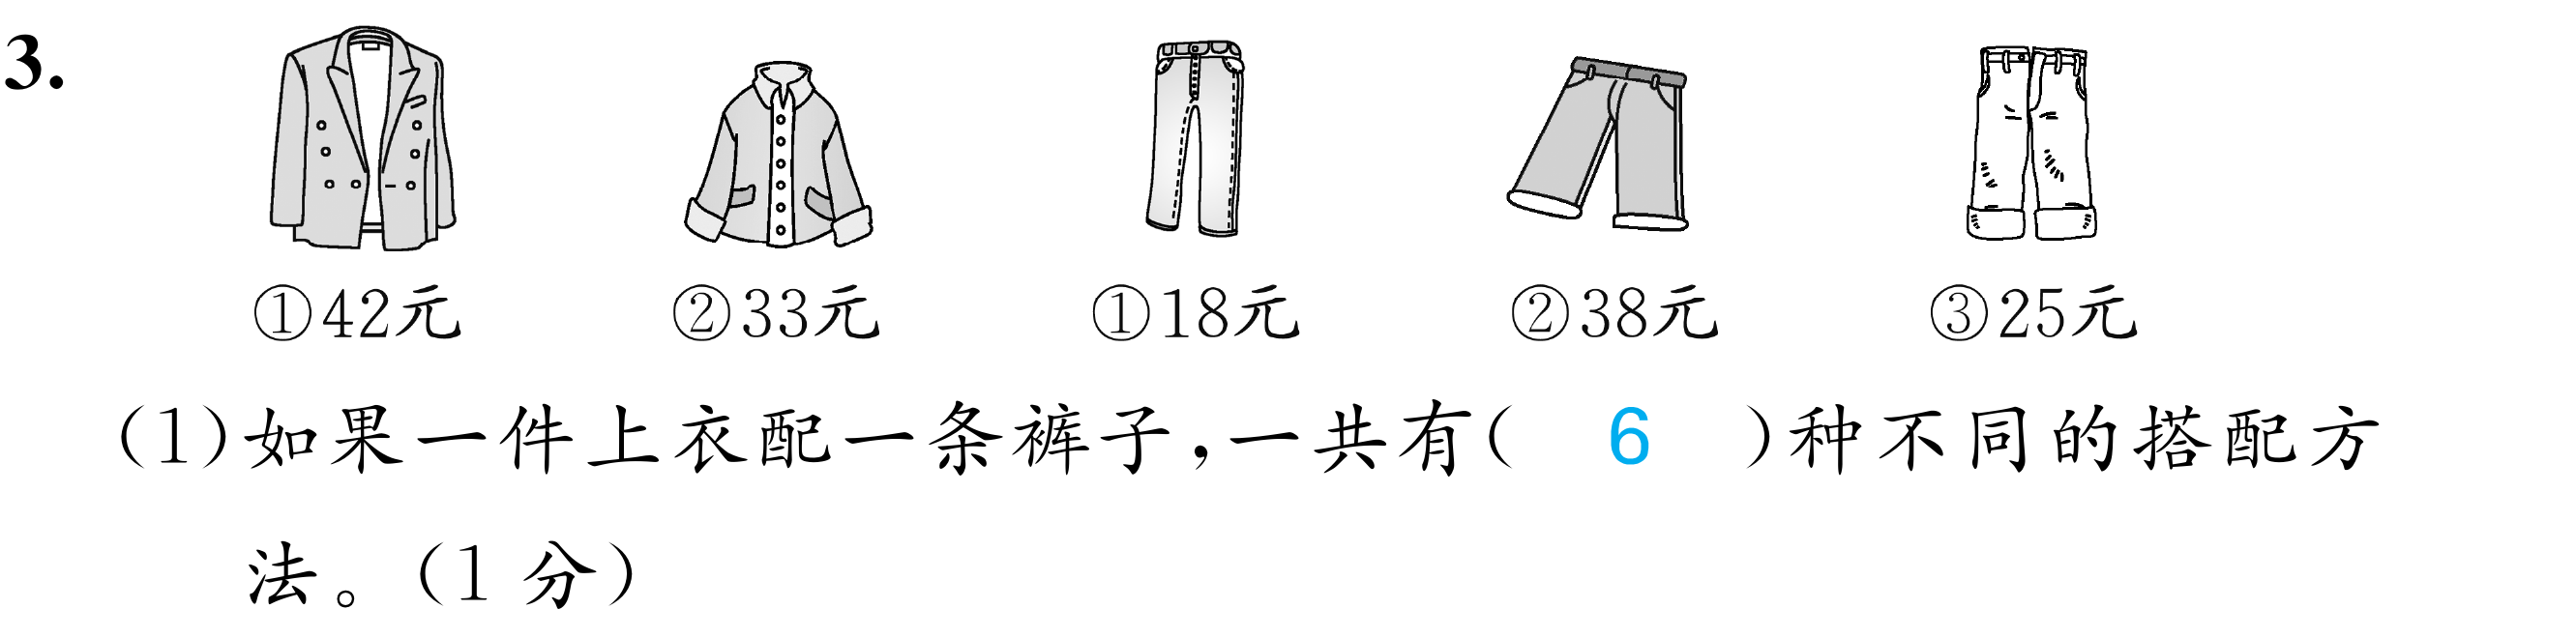 3.
①42元 ②33元 ①18元 ②38元 ③25元
(1)如果一件上衣配一条裤子,一共有( 6 )种不同的搭配方
法。(1分)